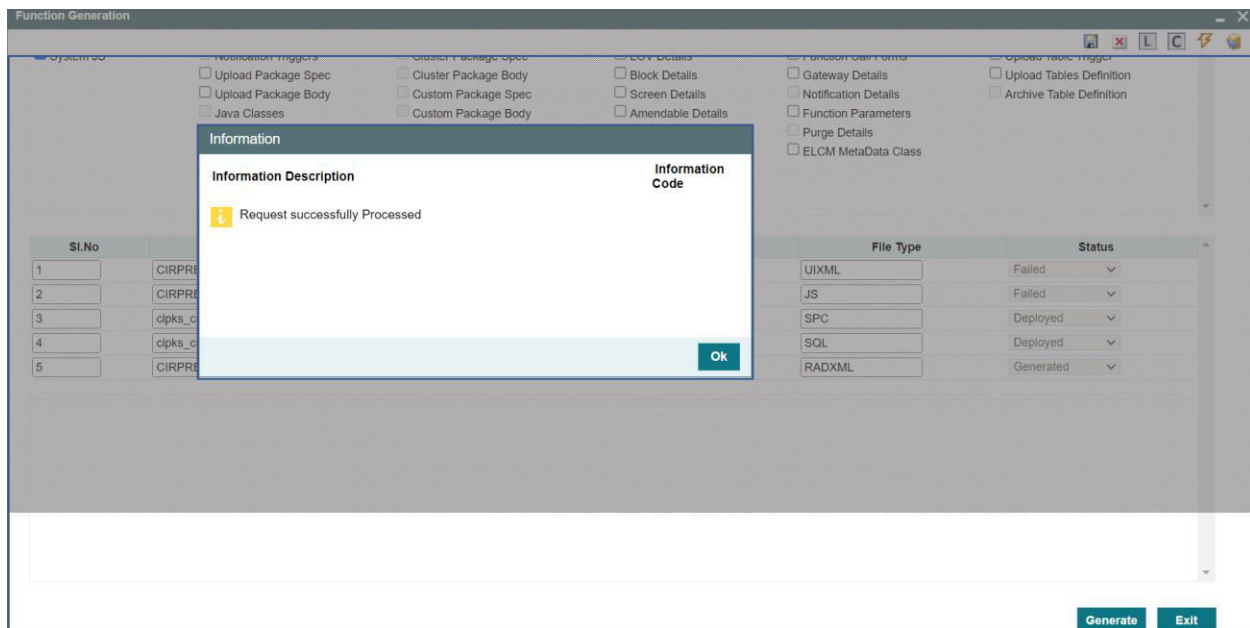 Function Generation
L C
System JS Notification Triggers Cluster Package Spec LOV Details Function Call Forms Upload Table Trigger
Upload Package Spec Cluster Package Body Block Details Gateway Details Upload Tables Definition
Upload Package Body Custom Package Spec Screen Details Notification Details Archive Table Definition
Java Classes Custom Package Body Amendable Details Function Parameters
Purge Details
ELCM MetaData Class
Information
Information Description Information
Code
Request successfully Processed
Ok
Sl.No File Type Status
1 CIRPRE UIXML Failed
2 CIRPRE JS Failed
3 cipks_c SPC Deployed
4 cipks_c SQL Deployed
5 CIRPRE RADXML Generated
Generate Exit